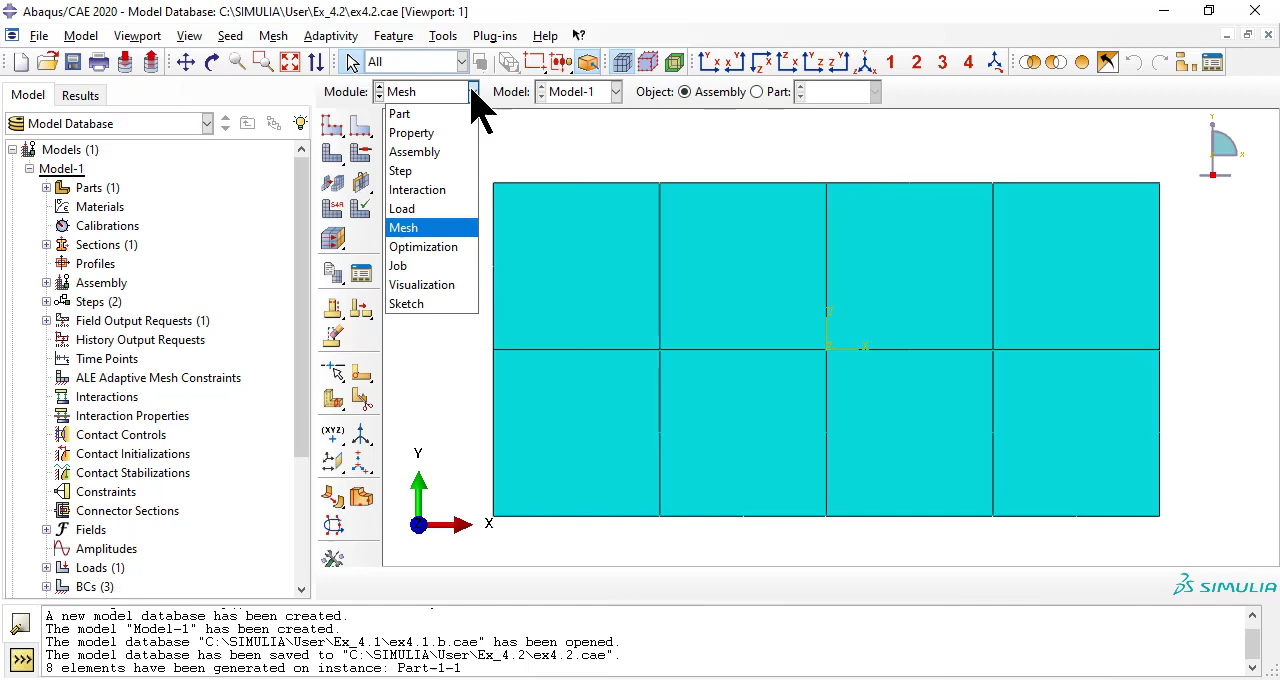 Abaqus/CAE 2020 - Model Database: C:\SIMULIA\User\Ex_4.2\ex4.2.cae [Viewport: 1]
File Model Viewport View Seed Mesh Adaptivity Feature Tools Plug-ins Help
All
1 2 3 4
Model Results
Module: Mesh Model: Model-1 Object: Assembly Part:
Model Database
Part
Property
Assembly
Step
Interaction
Load
Mesh
Optimization
Job
Visualization
Sketch
Models (1)
Model-1
Parts (1)
Materials
Calibrations
Sections (1)
Profiles
Assembly
Steps (2)
Field Output Requests (1)
History Output Requests
Time Points
ALE Adaptive Mesh Constraints
Interactions
Interaction Properties
Contact Controls
Contact Initializations
Contact Stabilizations
Constraints
Connector Sections
Fields
Amplitudes
Loads (1)
BCs (3)
S4R
(XYZ)
Y
X
Z
Y
X
Y
X
SIMULIA
A new model database has been created.
The model "Model-1" has been created.
The model database "C:\SIMULIA\User\Ex_4.1\ex4.1_b.cae" has been opened.
The model database has been saved to "C:\SIMULIA\User\Ex_4.2\ex4.2.cae".
8 elements have been generated on instance: Part-1-1